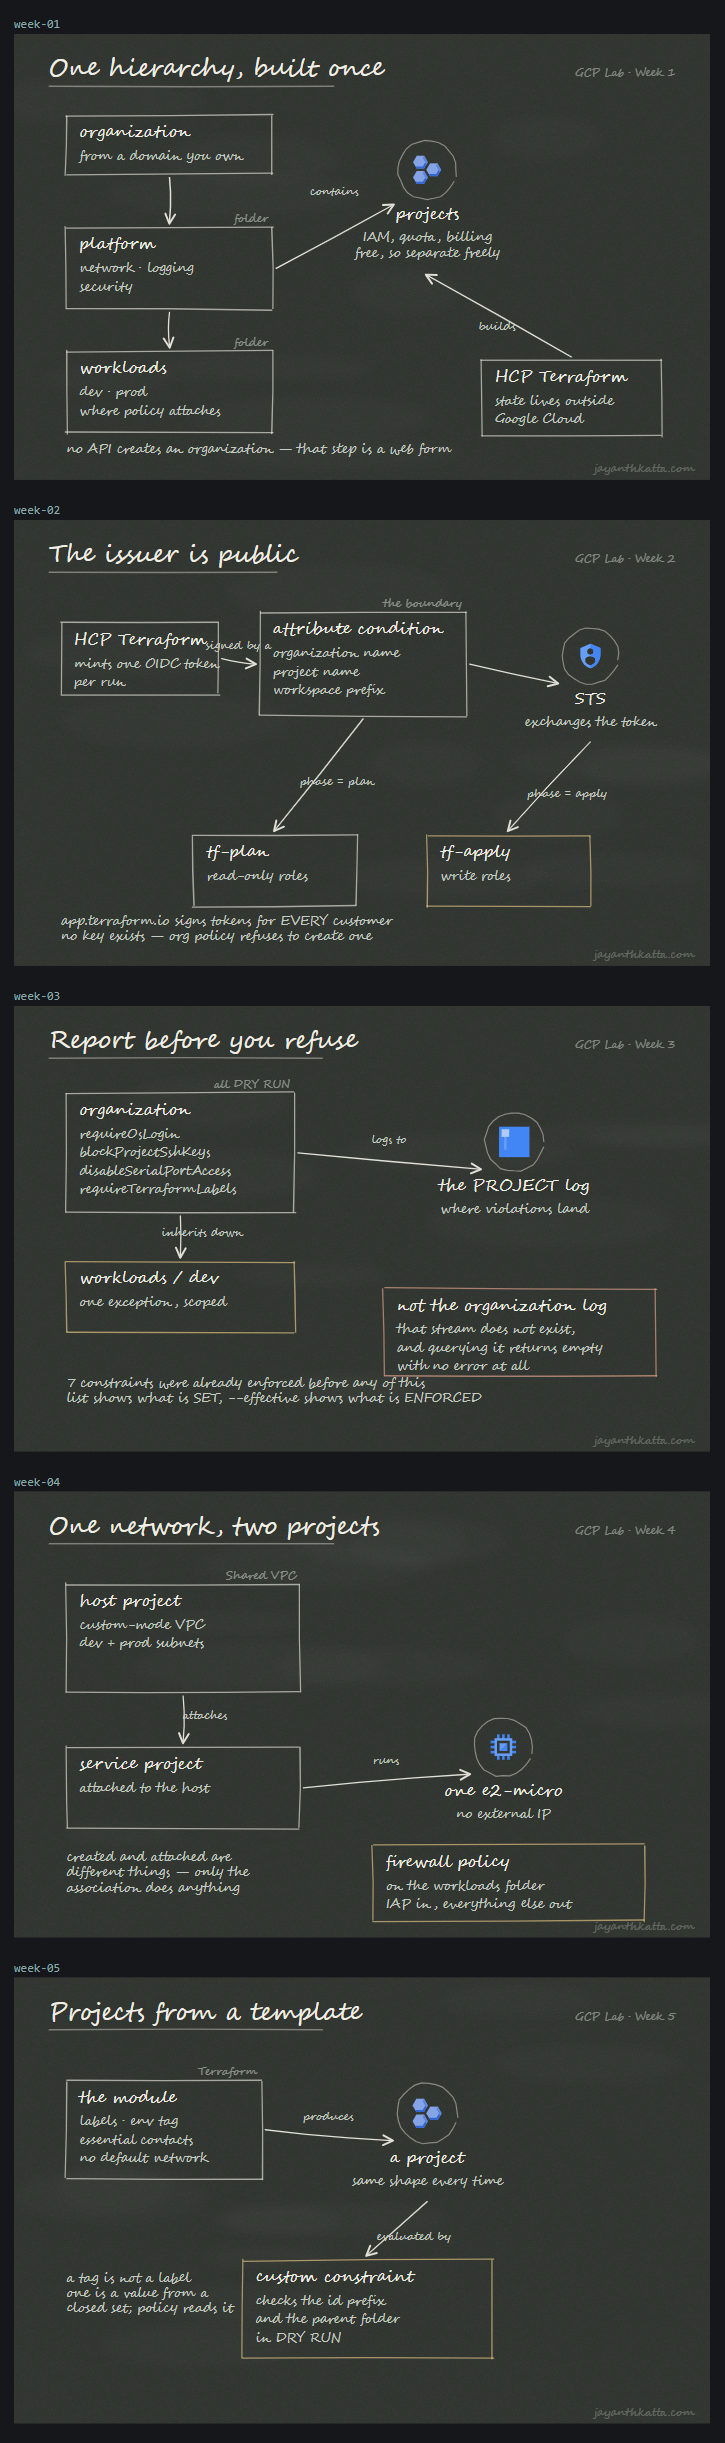 week-01
One hierarchy, built once
GCP Lab · Week 1
organization
from a domain you own
contains
projects
IAM, quota, billing
free, so separate freely
folder
platform
network · logging
security
builds
folder
workloads
dev · prod
where policy attaches
HCP Terraform
state lives outside
Google Cloud
no API creates an organization — that step is a web form
jayanthkatta.com
week-02
The issuer is public
GCP Lab · Week 2
the boundary
HCP Terraform
mints one OIDC token
per run
signed by a
attribute condition
organization name
project name
workspace prefix
STS
exchanges the token
phase = plan
phase = apply
tf-plan
read-only roles
tf-apply
write roles
app.terraform.io signs tokens for EVERY customer
no key exists — org policy refuses to create one
jayanthkatta.com
week-03
Report before you refuse
GCP Lab · Week 3
all DRY RUN
organization
requireOsLogin
blockProjectSshKeys
disableSerialPortAccess
requireTerraformLabels
logs to
the PROJECT log
where violations land
inherits down
workloads / dev
one exception, scoped
not the organization log
that stream does not exist,
and querying it returns empty
with no error at all
7 constraints were already enforced before any of this
list shows what is SET, --effective shows what is ENFORCED
jayanthkatta.com
week-04
One network, two projects
GCP Lab · Week 4
Shared VPC
host project
custom-mode VPC
dev + prod subnets
attaches
service project
attached to the host
runs
one e2-micro
no external IP
created and attached are
different things — only the
association does anything
firewall policy
on the workloads folder
IAP in, everything else out
jayanthkatta.com
week-05
Projects from a template
GCP Lab · Week 5
Terraform
the module
labels · env tag
essential contacts
no default network
produces
a project
same shape every time
evaluated by
a tag is not a label
one is a value from a
closed set; policy reads it
custom constraint
checks the id prefix
and the parent folder
in DRY RUN
jayanthkatta.com